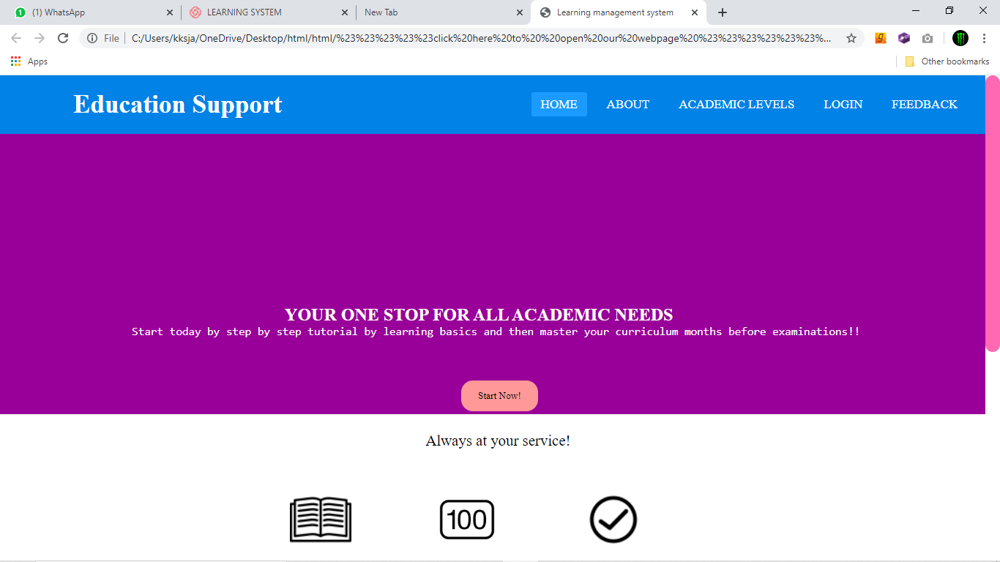 (1) WhatsApp
LEARNING SYSTEM
New Tab
Learning management system
File
C:/Users/kksja/OneDrive/Desktop/html/html/%23%23%23%23%23click%20here%20to%20%20open%20our%20webpage%20%23%23%23%23%23%23%...
Apps
Other bookmarks
Education Support
HOME
ABOUT
ACADEMIC LEVELS
LOGIN
FEEDBACK
YOUR ONE STOP FOR ALL ACADEMIC NEEDS
Start today by step by step tutorial by learning basics and then master your curriculum months before examinations!!
Start Now!
Always at your service!
100